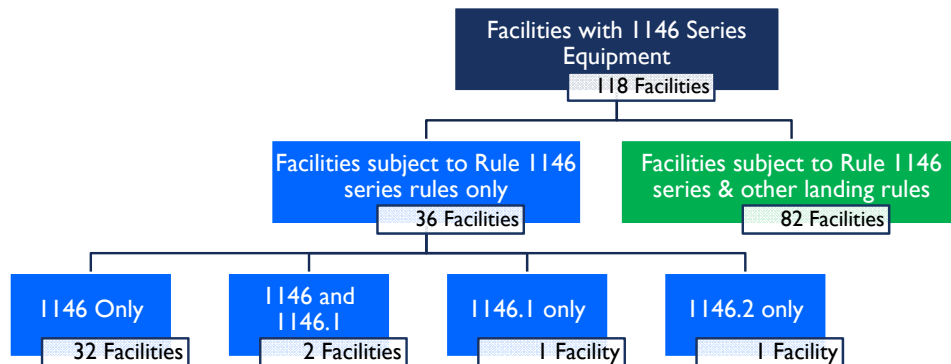 Facilities with 1146 Series
Equipment
118 Facilities
Facilities subject to Rule 1146
series rules only
36 Facilities
Facilities subject to Rule 1146
series & other landing rules
82 Facilities
1146 Only
32 Facilities
1146 and
1146.1
2 Facilities
1146.1 only
1 Facility
1146.2 only
1 Facility